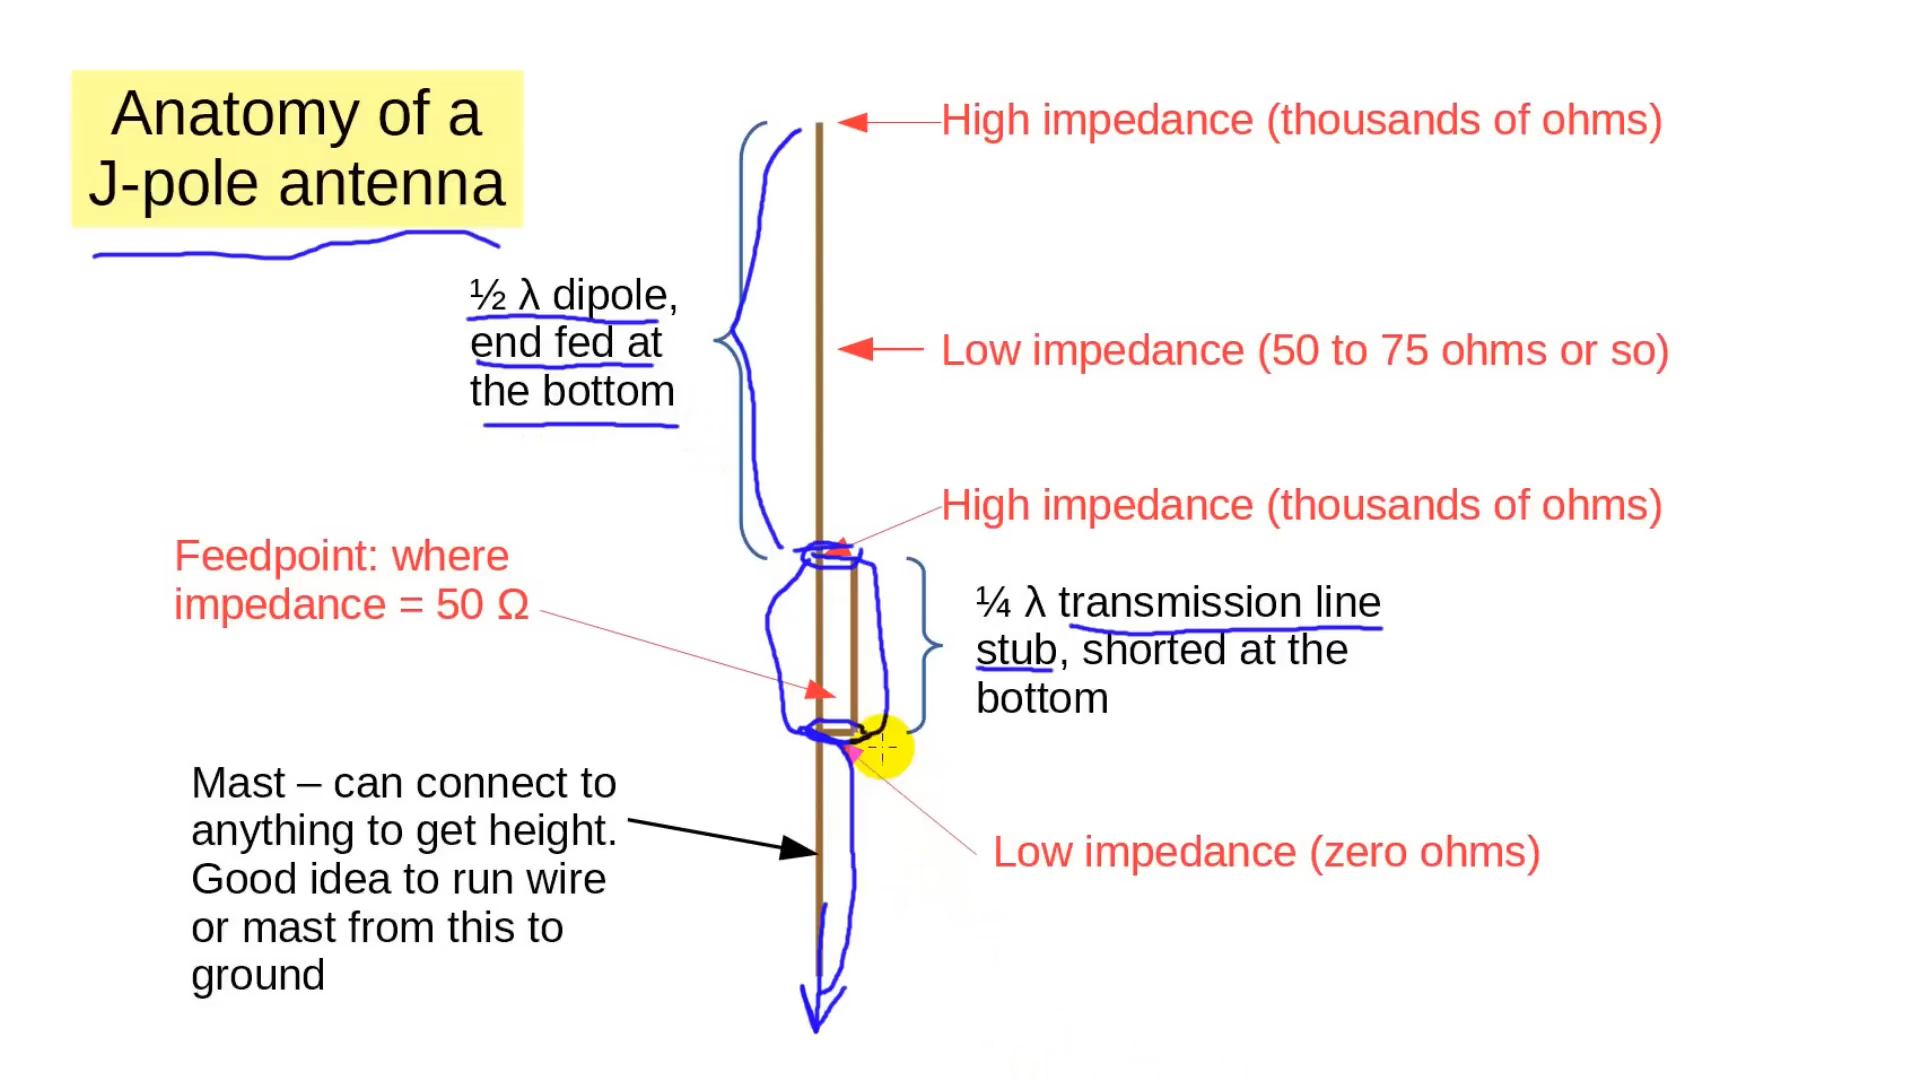 Anatomy of a
J-pole antenna
High impedance (thousands of ohms)
½ λ dipole,
end fed at
the bottom
Low impedance (50 to 75 ohms or so)
High impedance (thousands of ohms)
Feedpoint: where
impedance = 50 Ω
¼ λ transmission line
stub, shorted at the
bottom
Mast – can connect to
anything to get height.
Good idea to run wire
or mast from this to
ground
Low impedance (zero ohms)